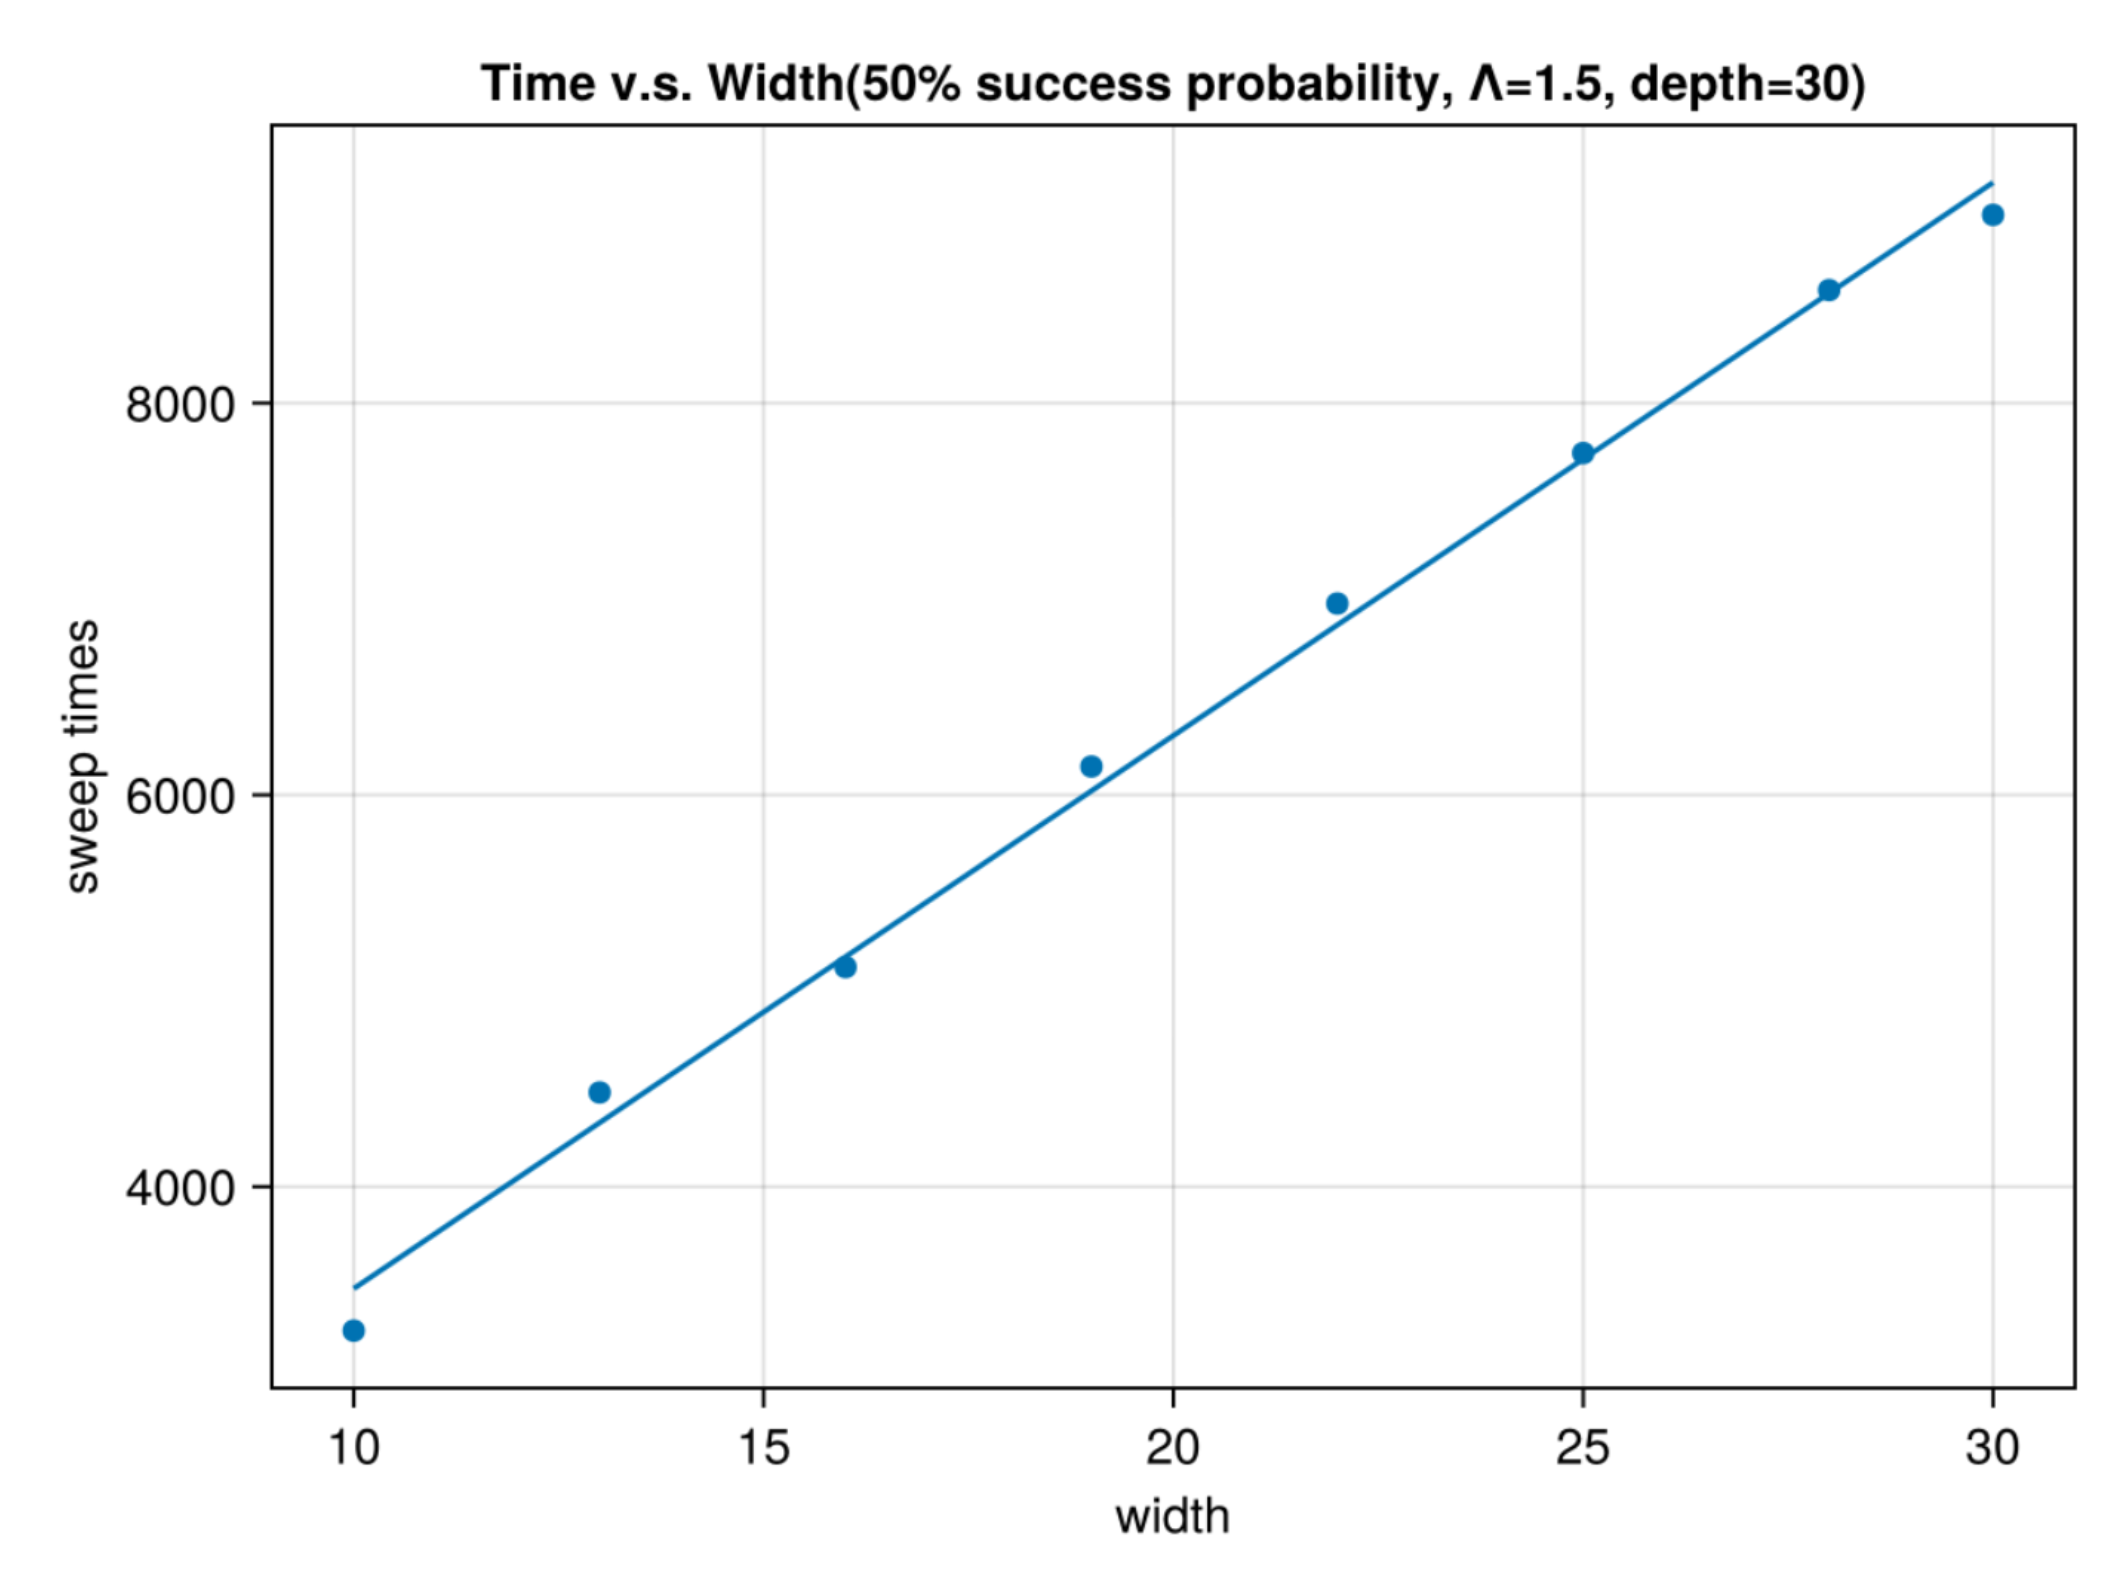 Time v.s. Width(50% success probability, Λ=1.5, depth=30)
8000
6000
4000
sweep times
10 15 20 25 30
width